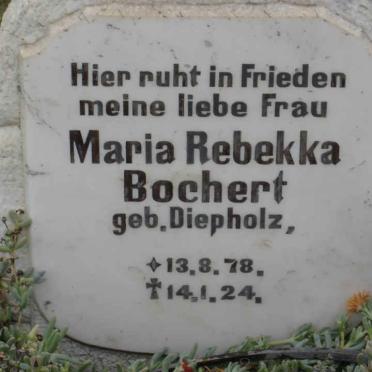 Hier ruht in Frieden
meine liebe Frau
Maria Rebekka
Bochert
geb. Diepholz,
✧ 13.8.78.
✝ 14.1.24.